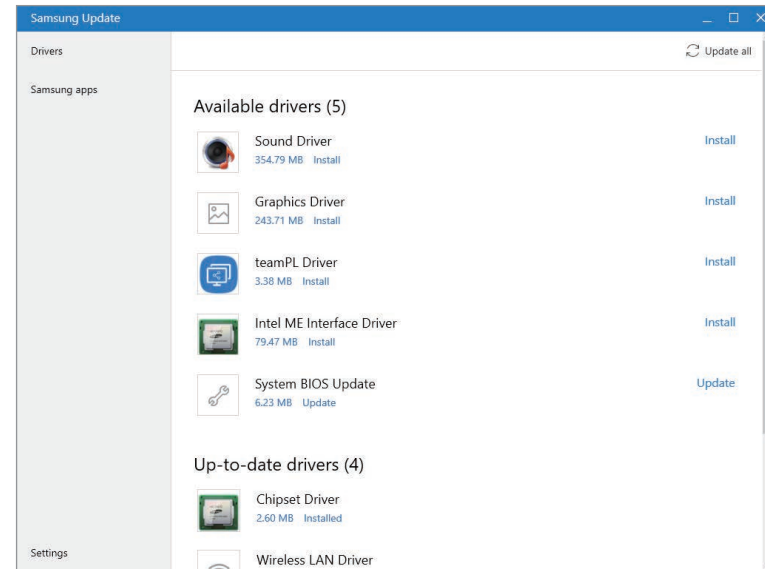 Samsung Update
Drivers
Update all
Samsung apps
Available drivers (5)
Sound Driver
Install
354.79 MB Install
Graphics Driver
Install
243.71 MB Install
teamPL Driver
Install
3.38 MB Install
Intel ME Interface Driver
Install
79.47 MB Install
System BIOS Update
Update
6.23 MB Update
Up-to-date drivers (4)
Chipset Driver
2.60 MB Installed
Settings
Wireless LAN Driver